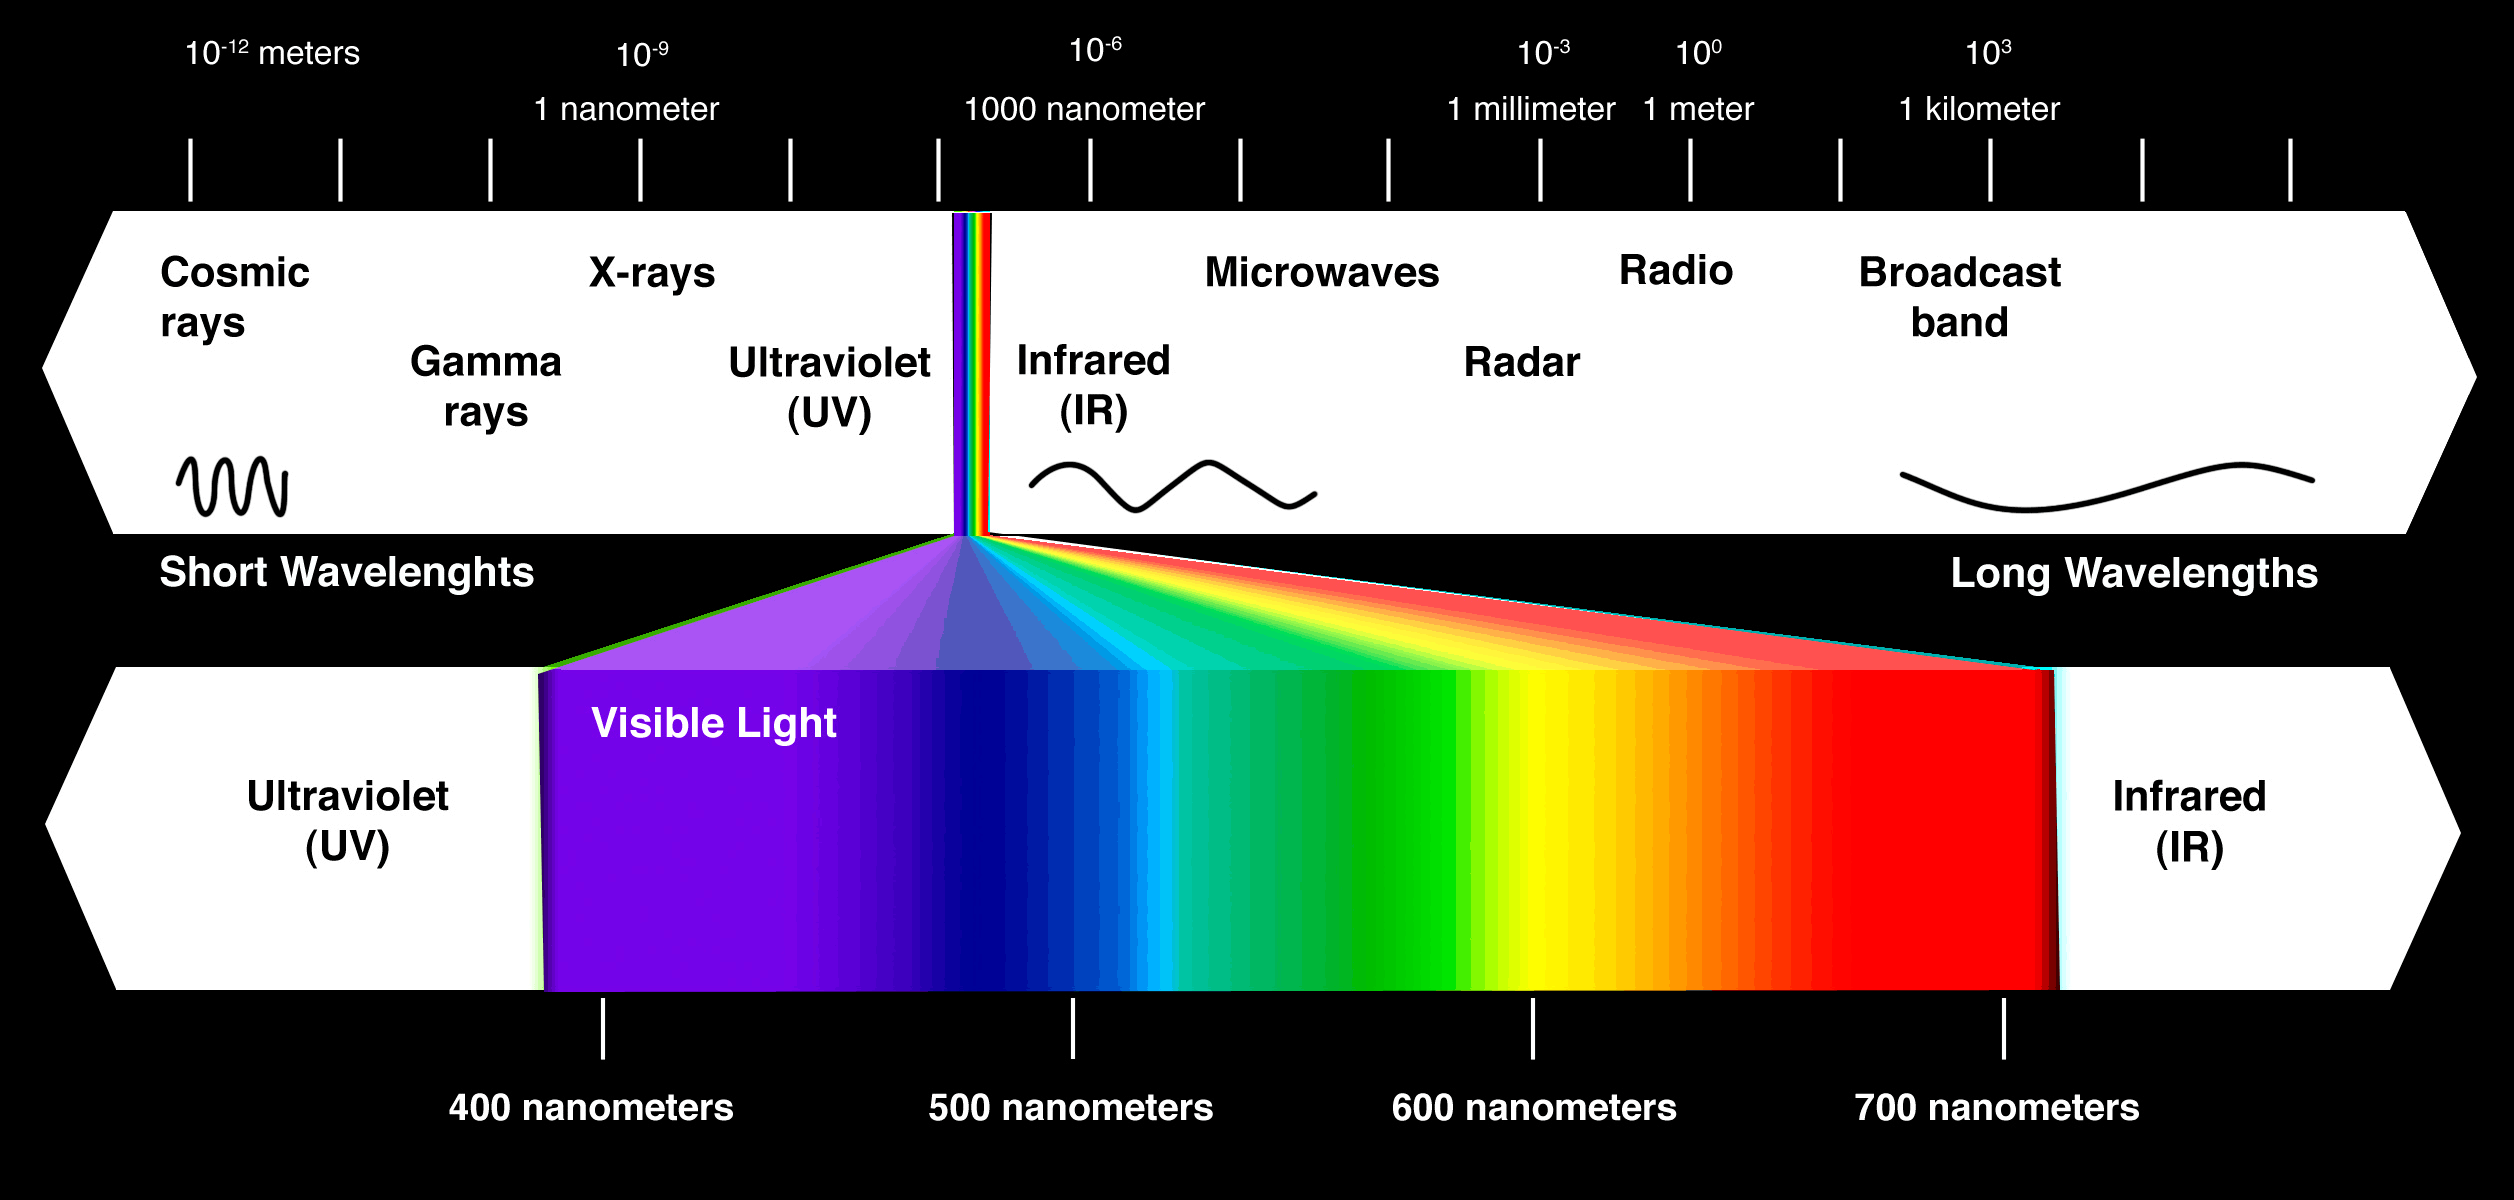 10⁻¹² meters
10⁻⁹
10⁻⁶
10⁻³
10⁰
10³
1 nanometer
1000 nanometer
1 millimeter
1 meter
1 kilometer
Cosmic
rays
Gamma
rays
X-rays
Ultraviolet
(UV)
Infrared
(IR)
Microwaves
Radar
Radio
Broadcast
band
Short Wavelenghts
Long Wavelengths
Visible Light
Ultraviolet
(UV)
Infrared
(IR)
400 nanometers
500 nanometers
600 nanometers
700 nanometers